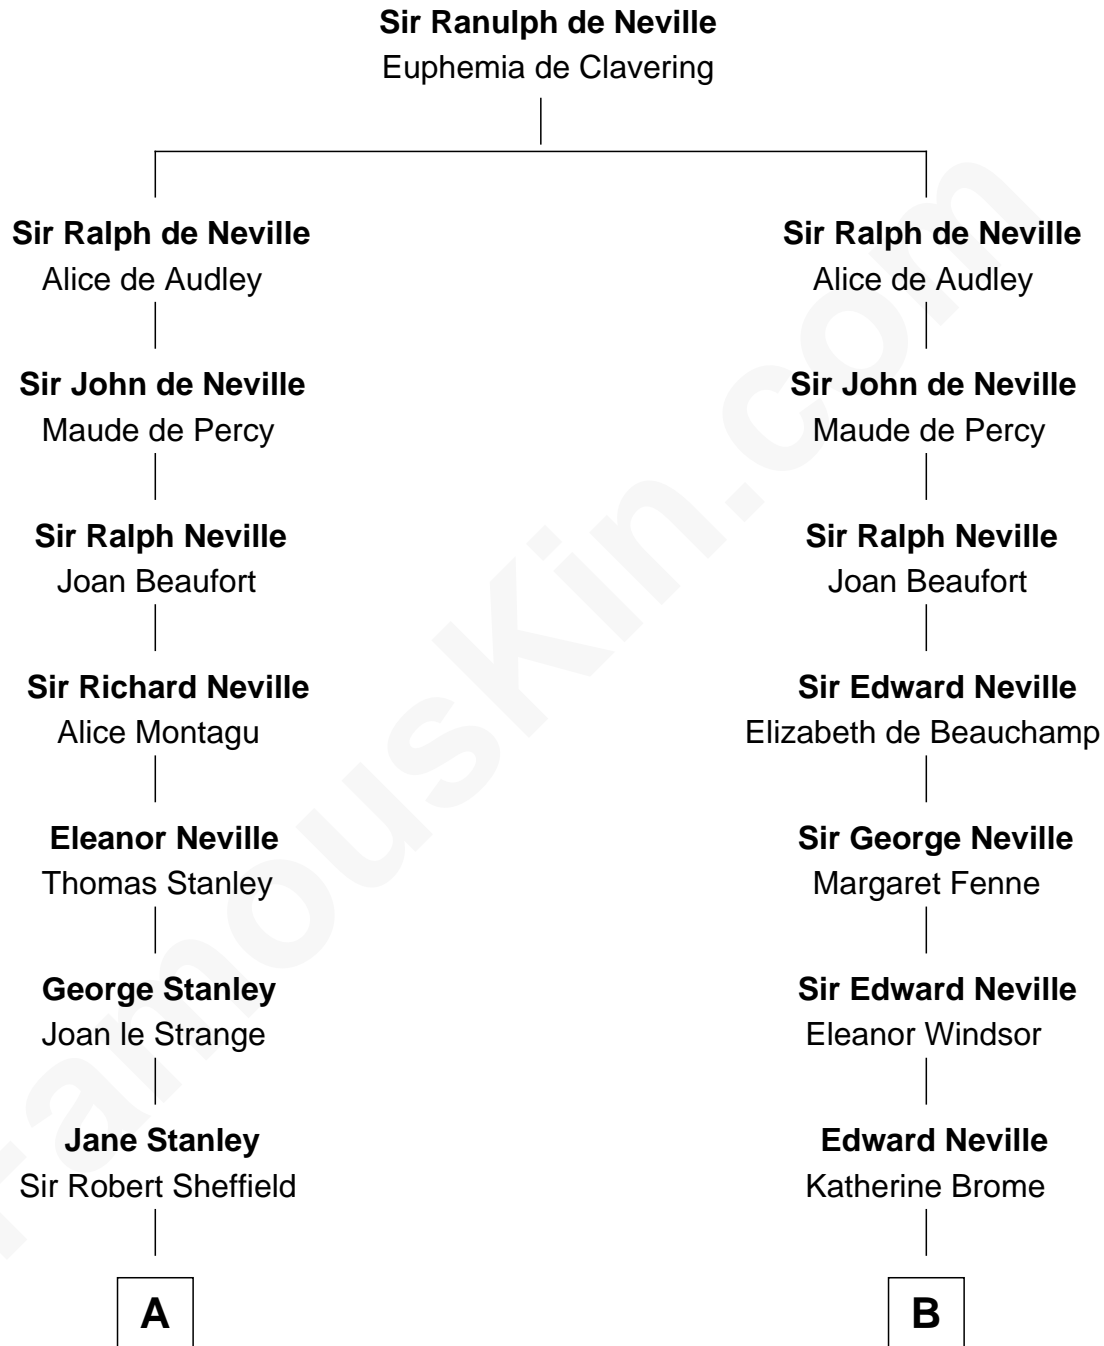 Sir Ranulph de Neville
Euphemia de Clavering
Sir Ralph de Neville
Alice de Audley
Sir John de Neville
Maude de Percy
Sir Ralph Neville
Joan Beaufort
Sir Richard Neville
Alice Montagu
Eleanor Neville
Thomas Stanley
George Stanley
Joan le Strange
Jane Stanley
Sir Robert Sheffield
A
Sir Ralph de Neville
Alice de Audley
Sir John de Neville
Maude de Percy
Sir Ralph Neville
Joan Beaufort
Sir Edward Neville
Elizabeth de Beauchamp
Sir George Neville
Margaret Fenne
Sir Edward Neville
Eleanor Windsor
Edward Neville
Katherine Brome
B
FamousKin.com